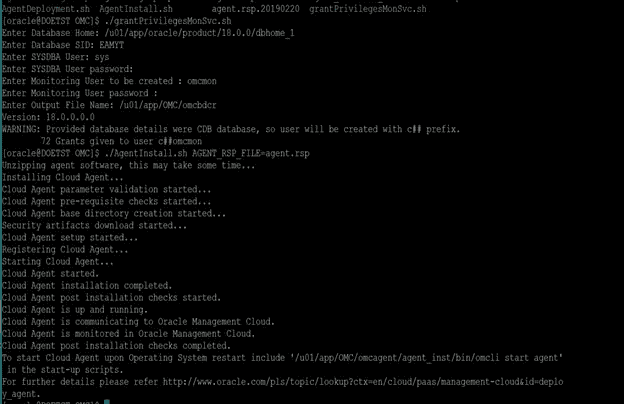 AgentDeployment.sh  AgentInstall.sh        agent.rsp.20190220  grantPrivilegesMonSvc.sh
[oracle@DOETST OMC]$ ./grantPrivilegesMonSvc.sh
Enter Database Home: /u01/app/oracle/product/18.0.0/dbhome_1
Enter Database SID: EAMYT
Enter SYSDBA User: sys
Enter SYSDBA User password:
Enter Monitoring User to be created : omcmon
Enter Monitoring User password :
Enter Output File Name: /u01/app/OMC/omcbdcr
Version: 18.0.0.0.0
WARNING: Provided database details were CDB database, so user will be created with c## prefix.
        72 Grants given to user c##omcmon
[oracle@DOETST OMC]$ ./AgentInstall.sh AGENT_RSP_FILE=agent.rsp
Unzipping agent software, this may take some time...
Installing Cloud Agent...
Cloud Agent parameter validation started...
Cloud Agent pre-requisite checks started...
Cloud Agent base directory creation started...
Security artifacts download started...
Cloud Agent setup started...
Registering Cloud Agent...
Starting Cloud Agent...
Cloud Agent started.
Cloud Agent installation completed.
Cloud Agent post installation checks started.
Cloud Agent is up and running.
Cloud Agent is communicating to Oracle Management Cloud.
Cloud Agent is monitored in Oracle Management Cloud.
Cloud Agent post installation checks completed.
To start Cloud Agent upon Operating System restart include '/u01/app/OMC/omcagent/agent_inst/bin/omcli start agent'
 in the start-up scripts.
For further details please refer http://www.oracle.com/pls/topic/lookup?ctx=en/cloud/paas/management-cloud&id=deplo
y_agent.
[oracle@DOETST OMC]$